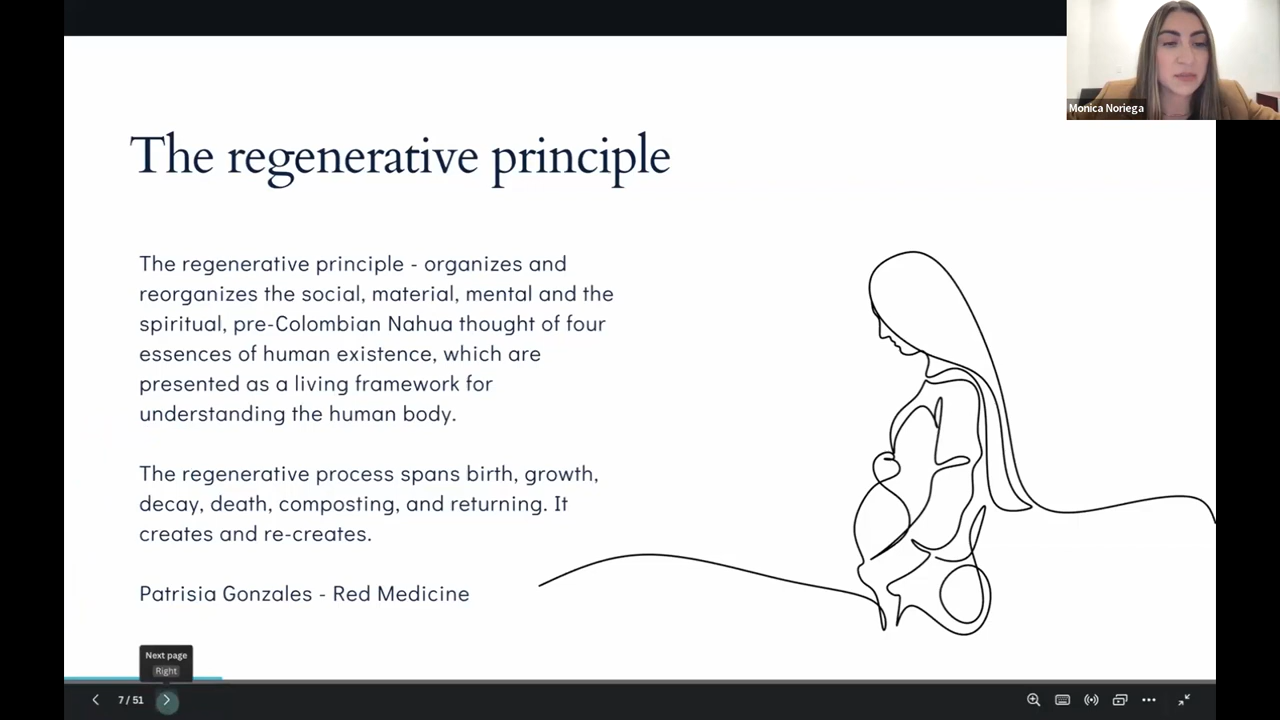 Monica Noriega
The regenerative principle
The regenerative principle - organizes and
reorganizes the social, material, mental and the
spiritual, pre-Colombian Nahua thought of four
essences of human existence, which are
presented as a living framework for
understanding the human body.
The regenerative process spans birth, growth,
decay, death, composting, and returning. It
creates and re-creates.
Patrisia Gonzales - Red Medicine
Next page
Right
7 / 51